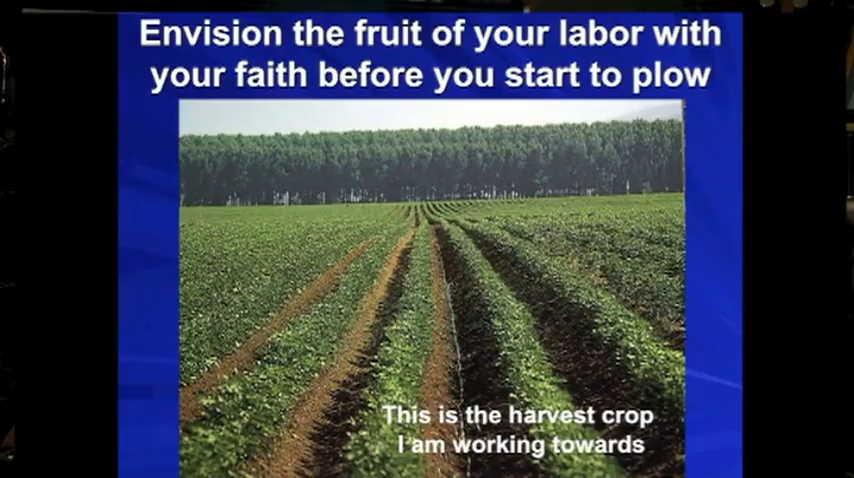 Envision the fruit of your labor with
your faith before you start to plow
This is the harvest crop
I am working towards